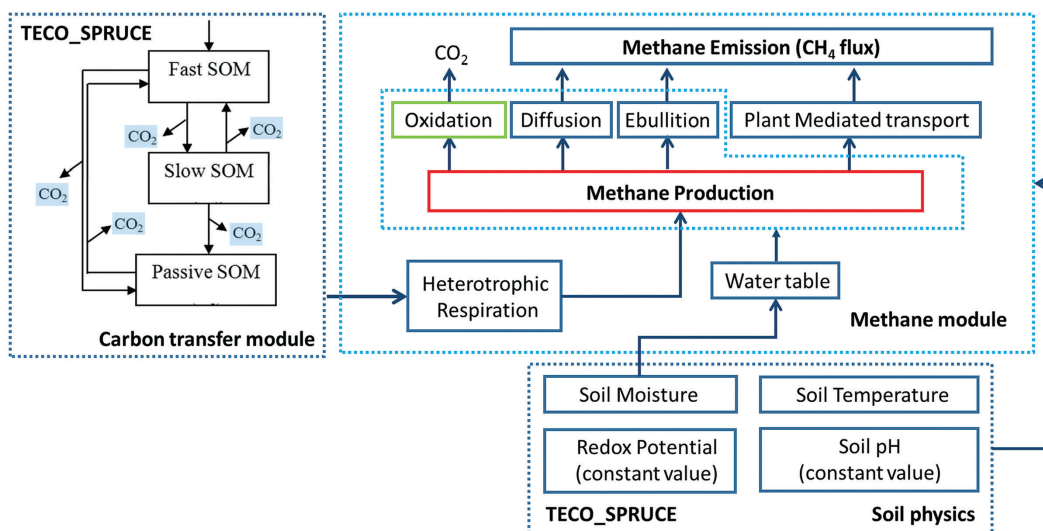 TECO_SPRUCE
Fast SOM
CO2
CO2
Slow SOM
CO2
CO2
CO2
Passive SOM
Carbon transfer module
Methane Emission (CH4 flux)
CO2
Oxidation
Diffusion
Ebullition
Plant Mediated transport
Methane Production
Heterotrophic
Respiration
Water table
Methane module
Soil Moisture
Soil Temperature
Redox Potential
(constant value)
Soil pH
(constant value)
TECO_SPRUCE
Soil physics